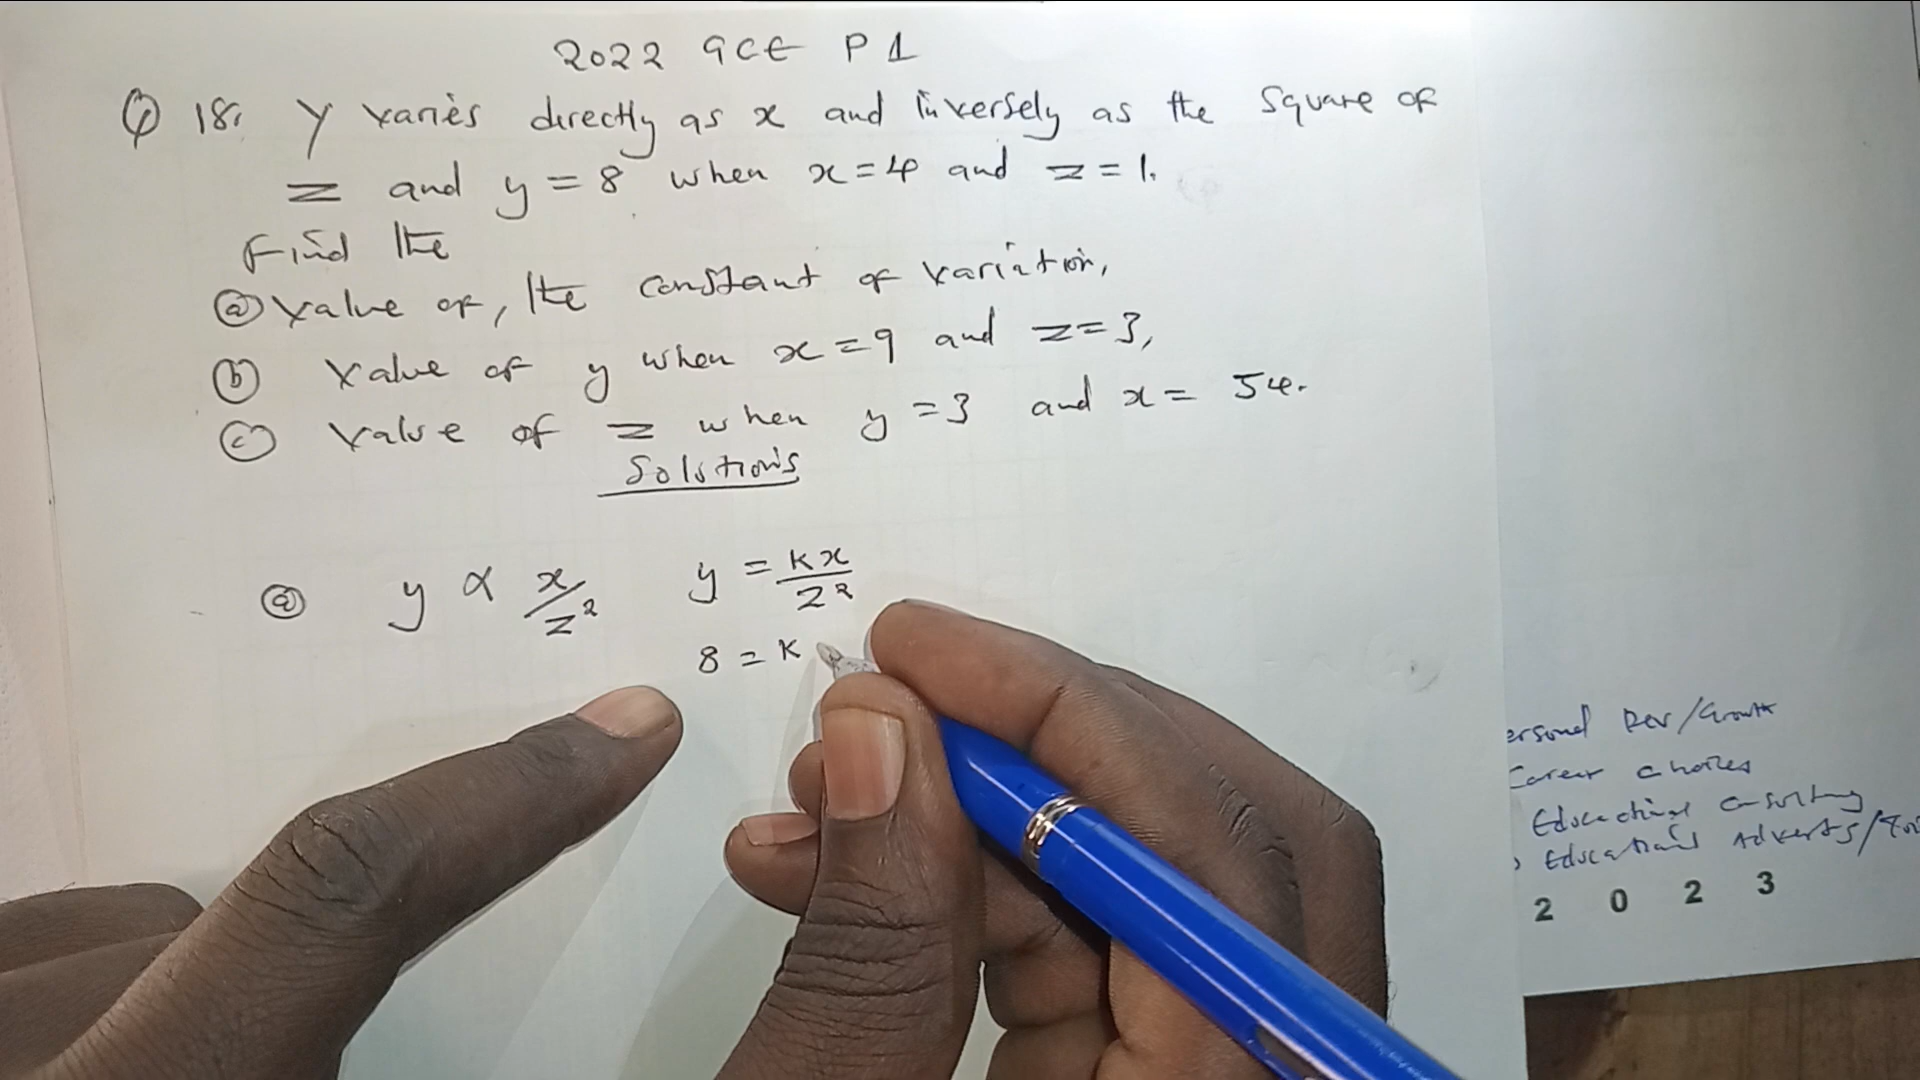 2022 GCE P1
Q 18. Y varies directly as x and inversely as the square of
z and y = 8 when x = 4 and z = 1.
Find the
(a) value of, the constant of variation,
(b) value of y when x = 9 and z = 3,
(c) value of z when y = 3 and x = 54.
Solutions
(a) y ∝ x/z² y = kx/z²
8 = k
ersonal Dev/Growth
Career choices
Educational Consulting
Educational Adverts/
2 0 2 3